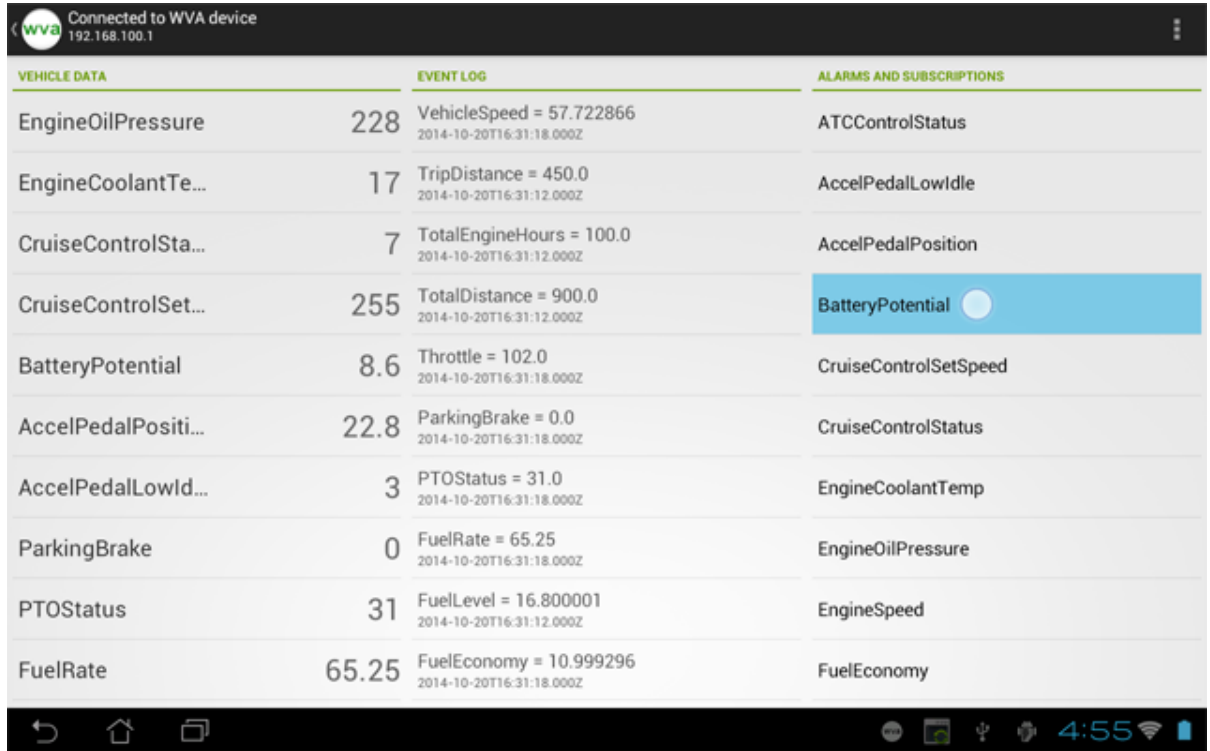 wva
Connected to WVA device
192.168.100.1
VEHICLE DATA
EngineOilPressure 228
EngineCoolantTe... 17
CruiseControlSta... 7
CruiseControlSet... 255
BatteryPotential 8.6
AccelPedalPositi... 22.8
AccelPedalLowId... 3
ParkingBrake 0
PTOStatus 31
FuelRate 65.25
EVENT LOG
VehicleSpeed = 57.722866
2014-10-20T16:31:18.000Z
TripDistance = 450.0
2014-10-20T16:31:12.000Z
TotalEngineHours = 100.0
2014-10-20T16:31:12.000Z
TotalDistance = 900.0
2014-10-20T16:31:12.000Z
Throttle = 102.0
2014-10-20T16:31:18.000Z
ParkingBrake = 0.0
2014-10-20T16:31:18.000Z
PTOStatus = 31.0
2014-10-20T16:31:18.000Z
FuelRate = 65.25
2014-10-20T16:31:18.000Z
FuelLevel = 16.800001
2014-10-20T16:31:12.000Z
FuelEconomy = 10.999296
2014-10-20T16:31:18.000Z
ALARMS AND SUBSCRIPTIONS
ATCControlStatus
AccelPedalLowIdle
AccelPedalPosition
BatteryPotential
CruiseControlSetSpeed
CruiseControlStatus
EngineCoolantTemp
EngineOilPressure
EngineSpeed
FuelEconomy
4:55